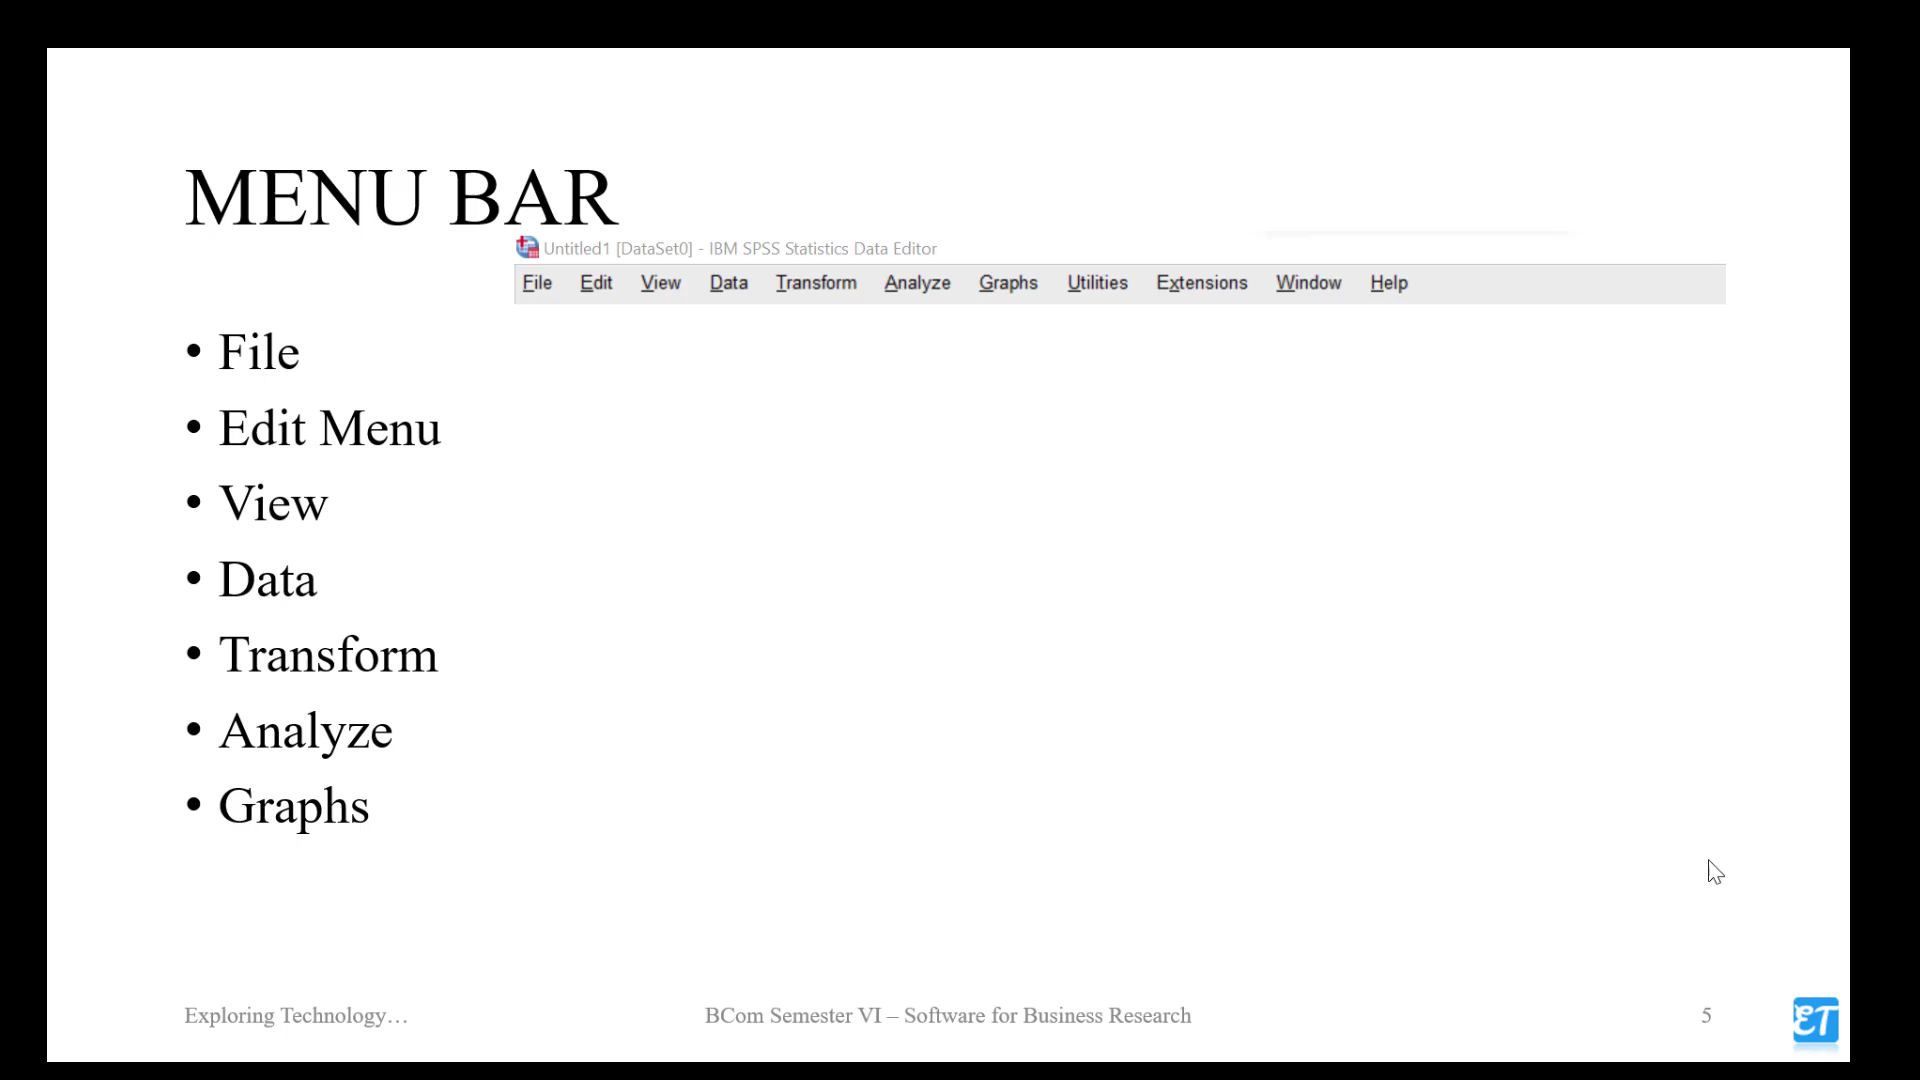 MENU BAR
Untitled1 [DataSet0] - IBM SPSS Statistics Data Editor
File Edit View Data Transform Analyze Graphs Utilities Extensions Window Help
• File
• Edit Menu
• View
• Data
• Transform
• Analyze
• Graphs
Exploring Technology… BCom Semester VI – Software for Business Research 5
ET